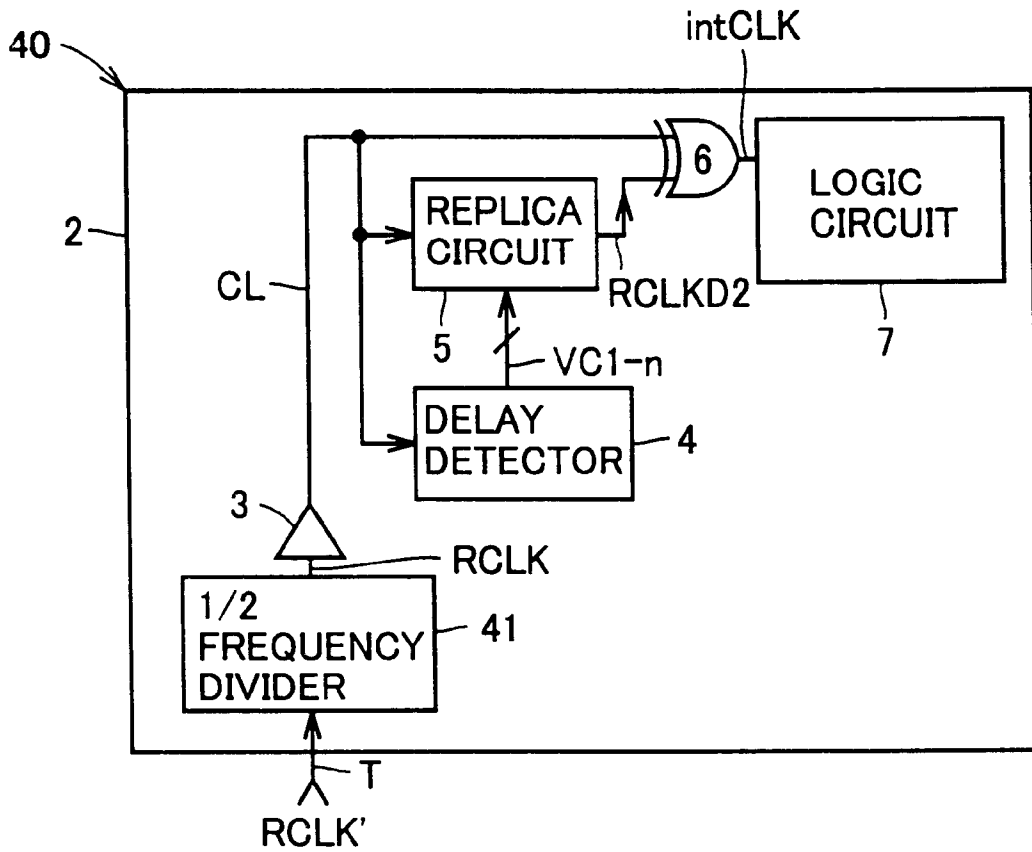 intCLK
40
6
LOGIC
CIRCUIT
REPLICA
CIRCUIT
2
CL
RCLKD2
5
7
VC1-n
DELAY
DETECTOR
4
3
RCLK
1/2
FREQUENCY
DIVIDER
41
T
RCLK'